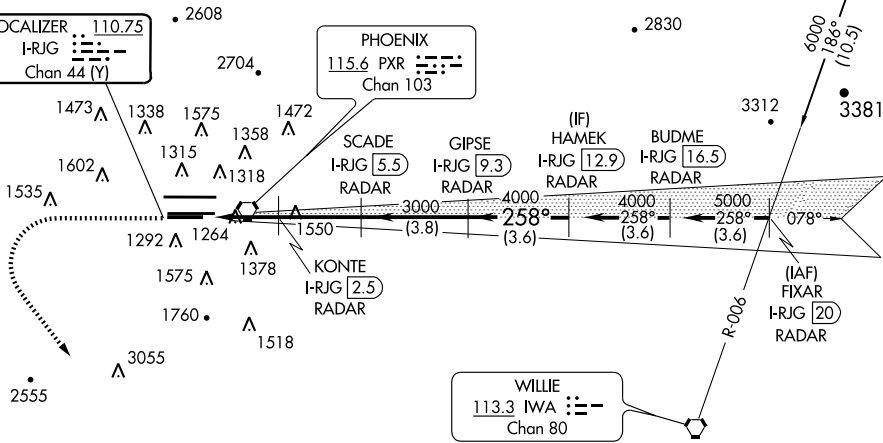 OCALIZER 110.75
I-RJG
Chan 44 (Y)
2608
2704
PHOENIX
115.6 PXR
Chan 103
2830
6000
186°
(10.5)
3312
3381
1473
1338
1575
1358
1472
1315
1318
1602
1535
SCADE
I-RJG 5.5
RADAR
GIPSE
I-RJG 9.3
RADAR
(IF)
HAMEK
I-RJG 12.9
RADAR
BUDME
I-RJG 16.5
RADAR
3000
(3.8)
4000
258°
(3.6)
4000
258°
(3.6)
5000
258°
(3.6)
078°
1292
1264
1550
1378
1575
1760
1518
KONTE
I-RJG 2.5
RADAR
(IAF)
FIXAR
I-RJG 20
RADAR
R-006
3055
2555
WILLIE
113.3 IWA
Chan 80